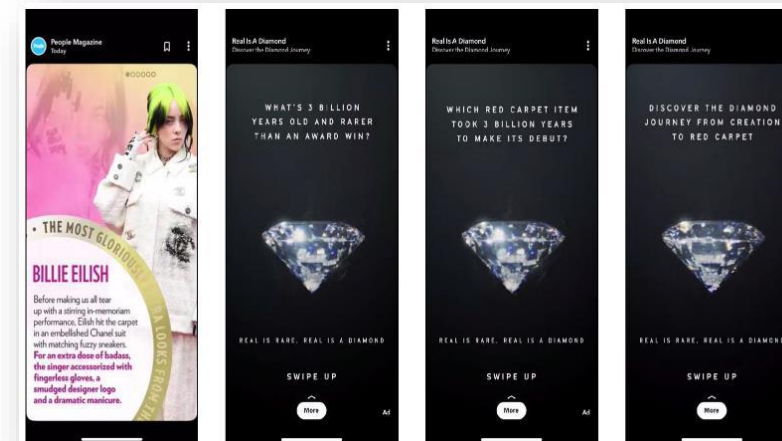 People Magazine
Today
THE MOST GLORIOUS
RA LOOKS FROM TH
BILLIE EILISH
Before making us all tear
up with a stirring in-memoriam
performance, Eilish hit the carpet
in an embellished Chanel suit
with matching fuzzy sneakers.
For an extra dose of badass,
the singer accessorized with
fingerless gloves, a
smudged designer logo
and a dramatic manicure.
Real Is A Diamond
Discover the Diamond Journey
WHAT'S 3 BILLION
YEARS OLD AND RARER
THAN AN AWARD WIN?
REAL IS RARE. REAL IS A DIAMOND
SWIPE UP
More
Ad
Real Is A Diamond
Discover the Diamond Journey
WHICH RED CARPET ITEM
TOOK 3 BILLION YEARS
TO MAKE ITS DEBUT?
REAL IS RARE. REAL IS A DIAMOND
SWIPE UP
More
Ad
Real Is A Diamond
Discover the Diamond Journey
DISCOVER THE DIAMOND
JOURNEY FROM CREATION
TO RED CARPET
REAL IS RARE. REAL IS A DIAMOND
SWIPE UP
More